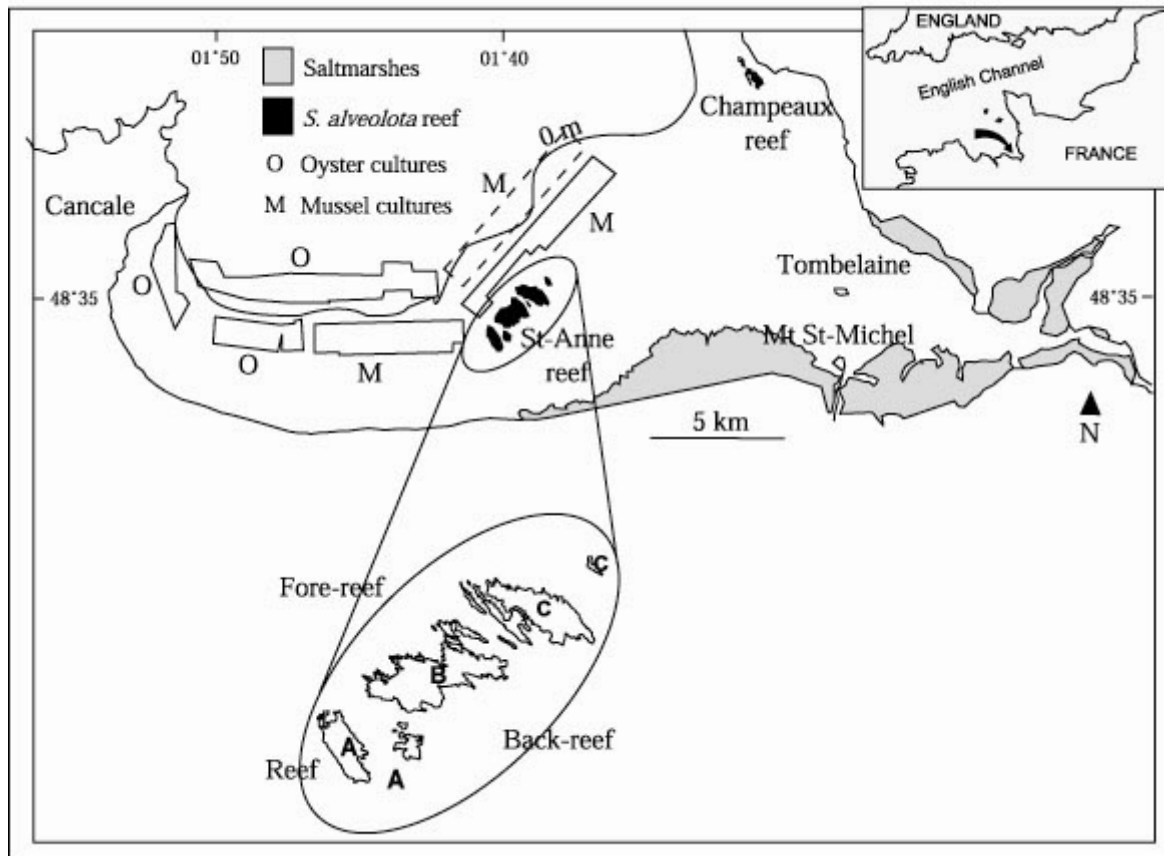 01°50
01°40
ENGLAND
English Channel
FRANCE
Saltmarshes
S. alveolota reef
O Oyster cultures
M Mussel cultures
Champeaux
reef
0 m
Cancale
M
M
O
O
Tombelaine
48°35
48°35
St-Anne
reef
Mt St-Michel
O
M
5 km
N
Fore-reef
C
C
B
Back-reef
Reef
A
A